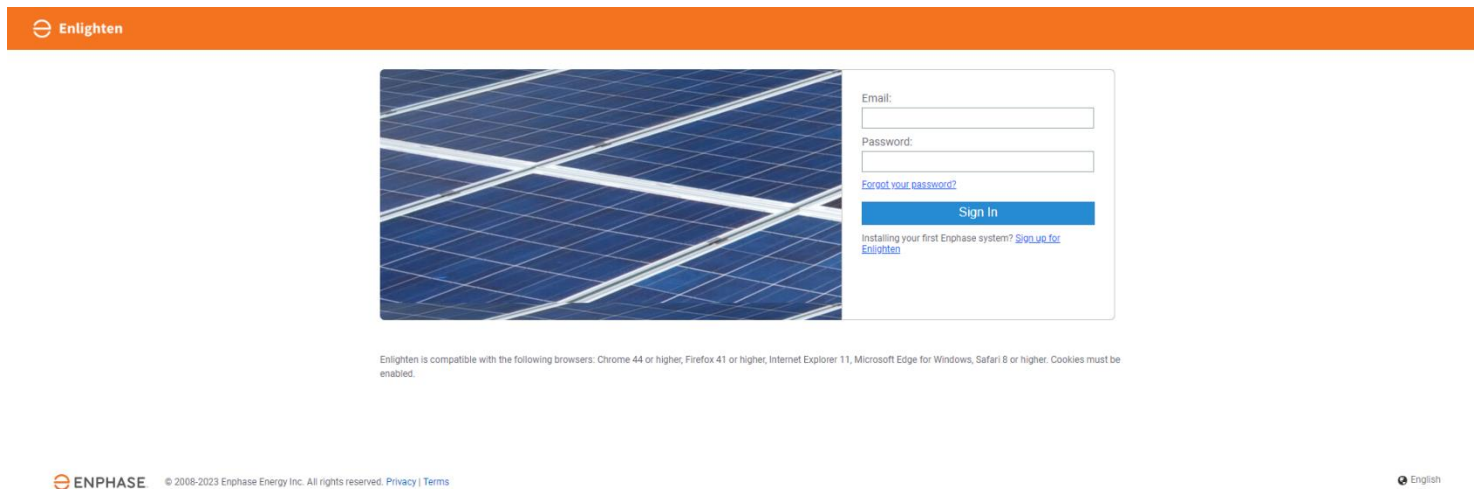 Enlighten
Email:
Password:
Forgot your password?
Sign In
Installing your first Enphase system? Sign up for
Enlighten
Enlighten is compatible with the following browsers: Chrome 44 or higher, Firefox 41 or higher, Internet Explorer 11, Microsoft Edge for Windows, Safari 8 or higher. Cookies must be
enabled.
ENPHASE. © 2008-2023 Enphase Energy Inc. All rights reserved. Privacy | Terms
English